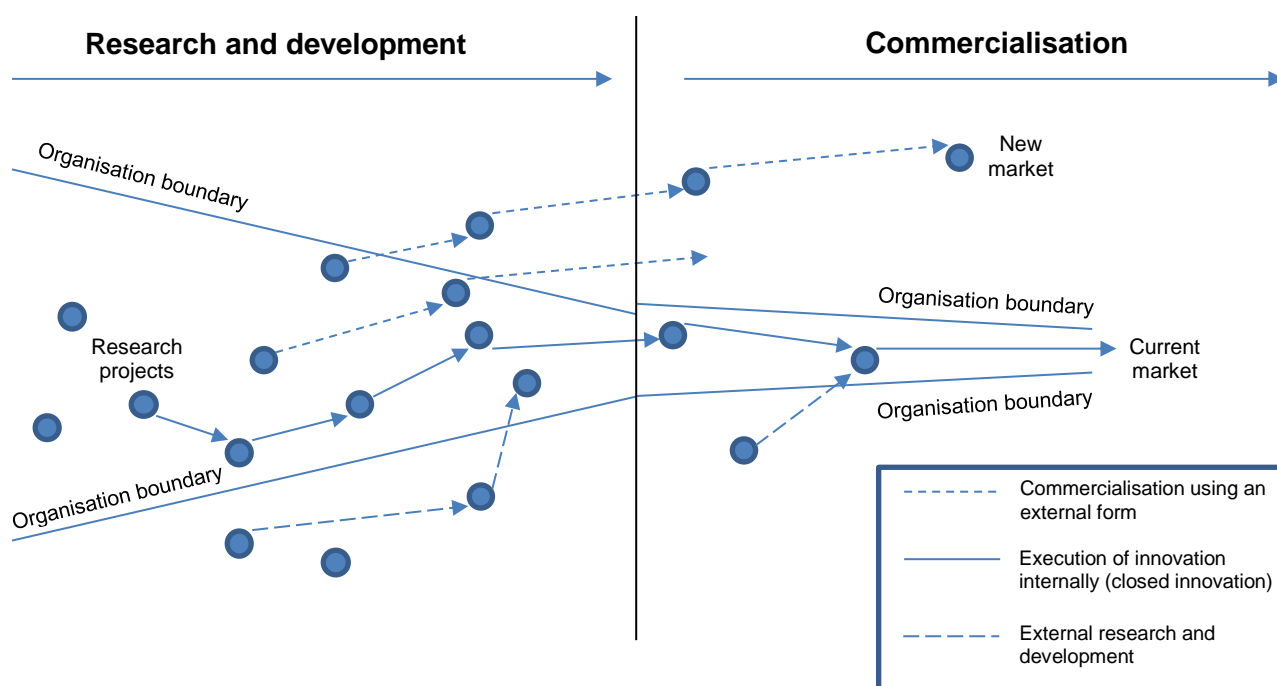 Research and development
Commercialisation
Organisation boundary
New
market
Organisation boundary
Research
projects
Current
market
Organisation boundary
Organisation boundary
Commercialisation using an
external form
Execution of innovation
internally (closed innovation)
External research and
development